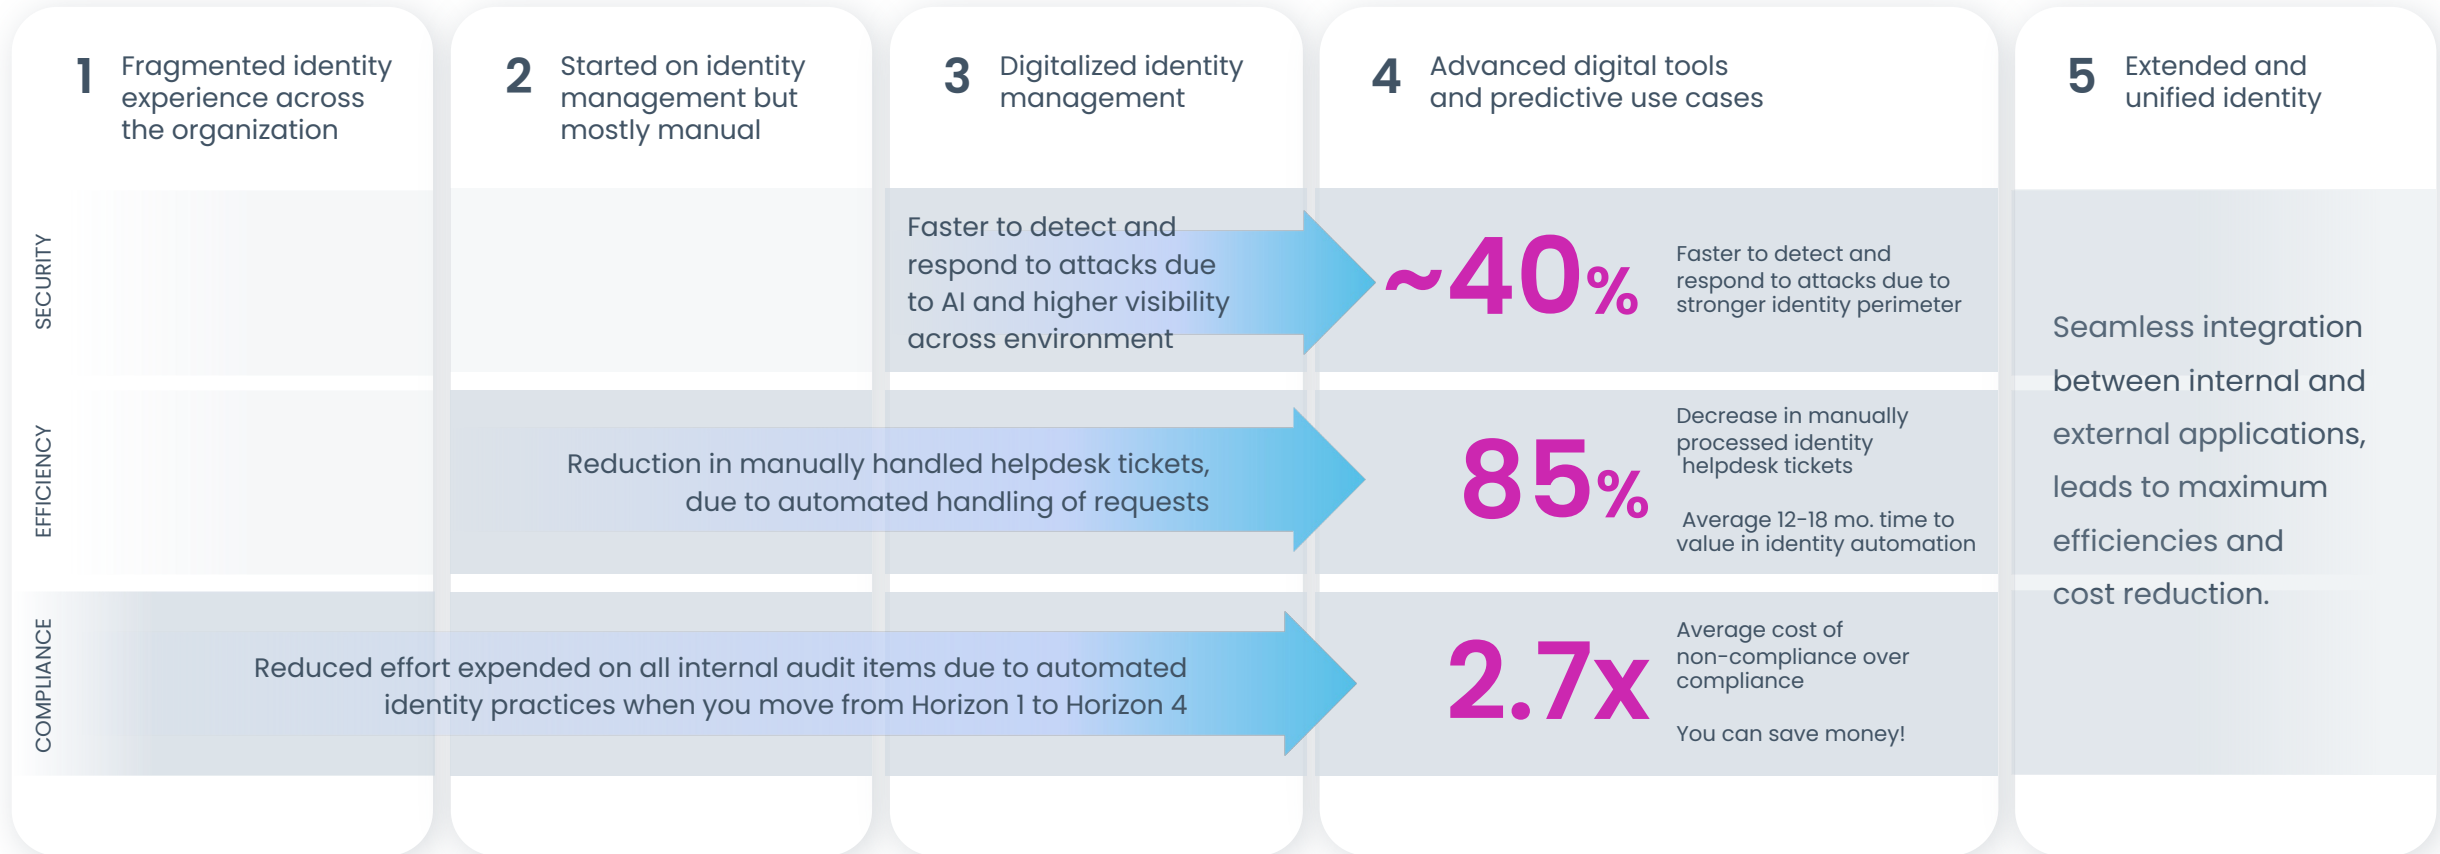 1
Fragmented identity
experience across
the organization
2
Started on identity
management but
mostly manual
3
Digitalized identity
management
4
Advanced digital tools
and predictive use cases
5
Extended and
unified identity
SECURITY
Faster to detect and
respond to attacks due
to AI and higher visibility
across environment
~40%
Faster to detect and
respond to attacks due to
stronger identity perimeter
EFFICIENCY
Reduction in manually handled helpdesk tickets,
due to automated handling of requests
85%
Decrease in manually
processed identity
helpdesk tickets
Average 12-18 mo. time to
value in identity automation
COMPLIANCE
Reduced effort expended on all internal audit items due to automated
identity practices when you move from Horizon 1 to Horizon 4
2.7x
Average cost of
non-compliance over
compliance
You can save money!
Seamless integration
between internal and
external applications,
leads to maximum
efficiencies and
cost reduction.